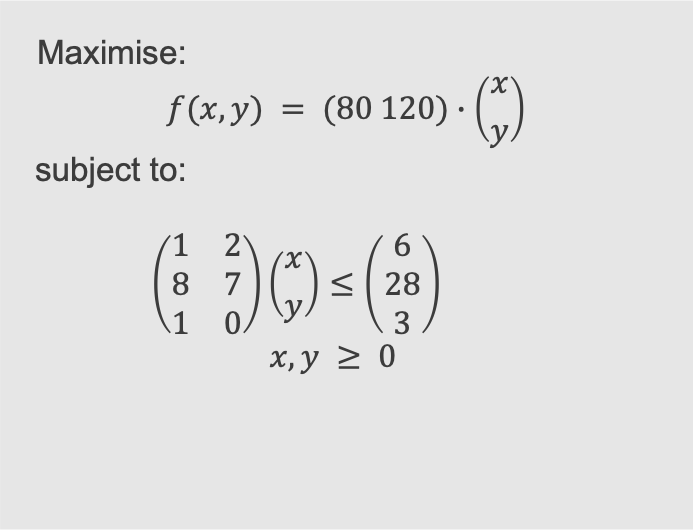 Maximise:
f(x, y) = (80 120) · (x
y)
subject to:
(1 2
8 7
1 0) (x
y) ≤ (6
28
3)
x, y ≥ 0